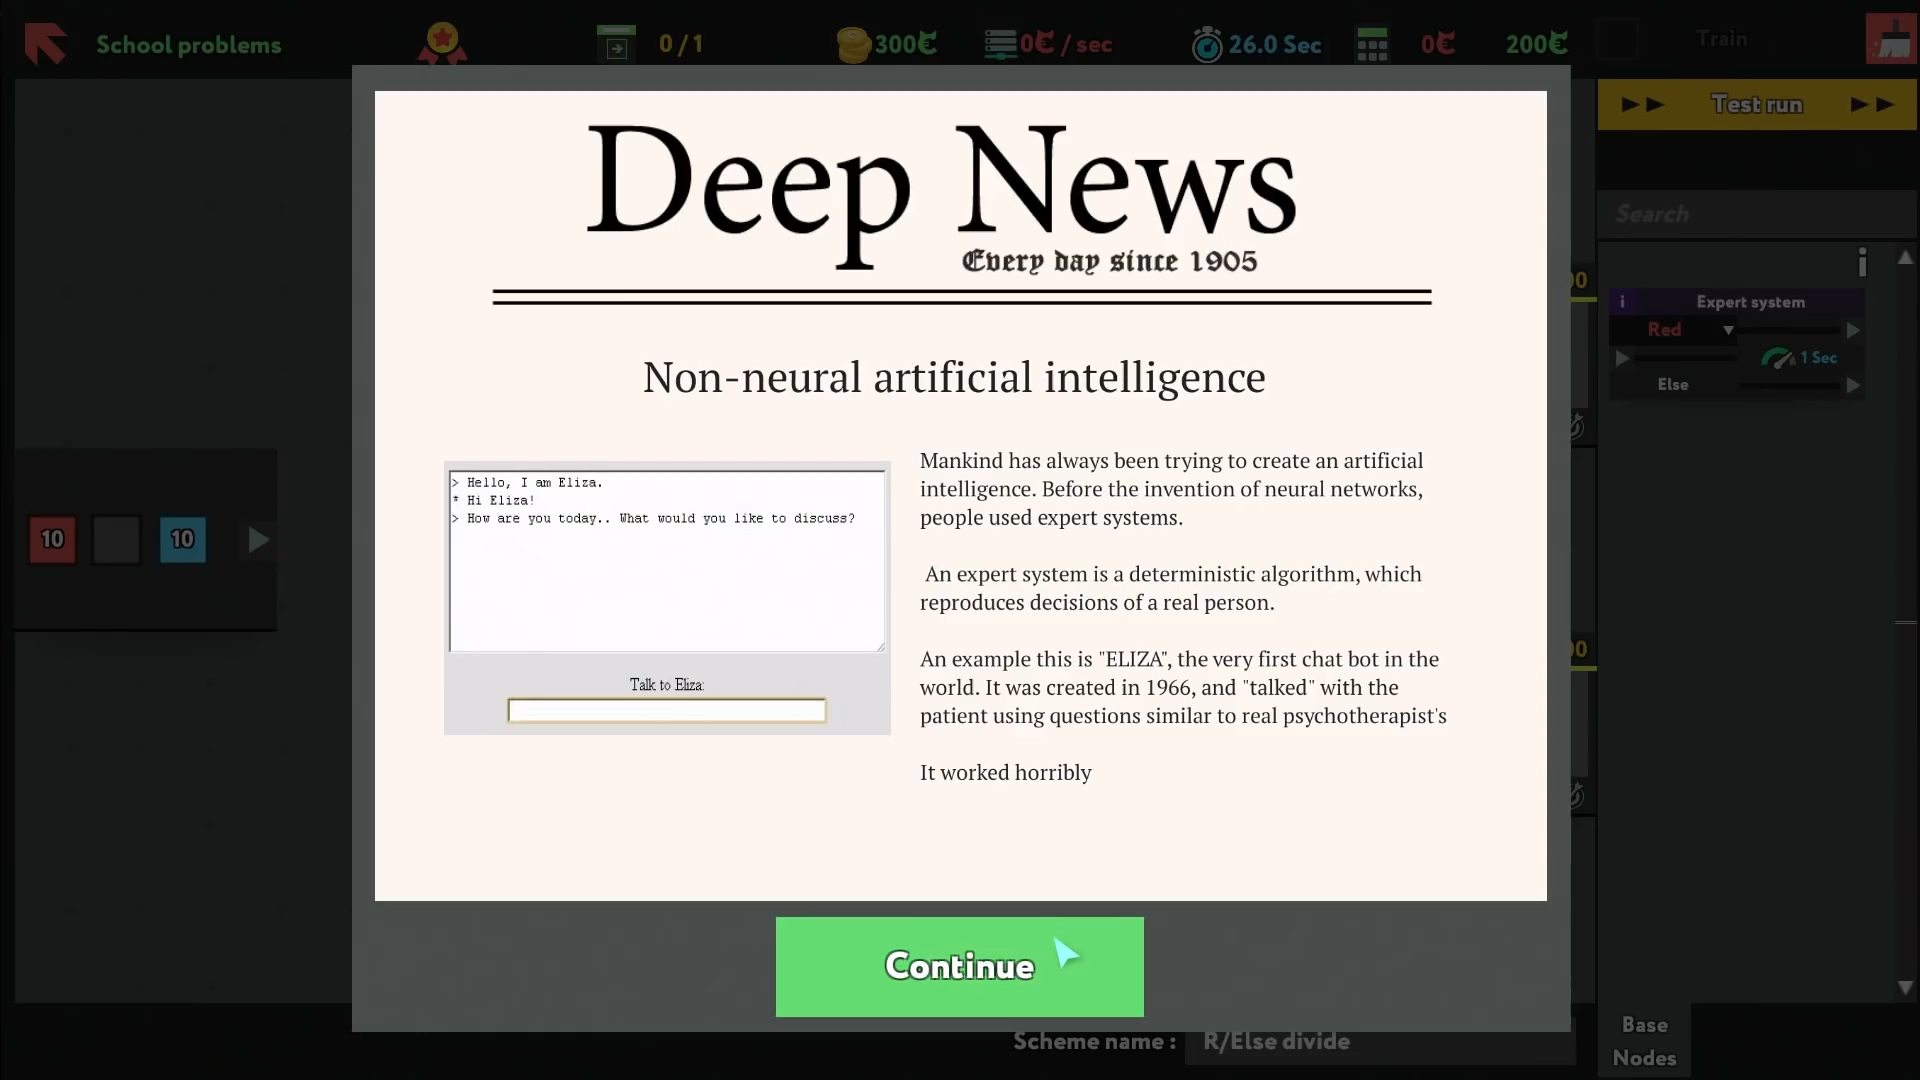 School problems
0 / 1
300€
0€ / sec
26.0 Sec
0€
200€
Train
Test run
Search
Deep News
Every day since 1905
Non-neural artificial intelligence
> Hello, I am Eliza.
* Hi Eliza!
> How are you today.. What would you like to discuss?
Talk to Eliza:
Mankind has always been trying to create an artificial
intelligence. Before the invention of neural networks,
people used expert systems.
An expert system is a deterministic algorithm, which
reproduces decisions of a real person.
An example this is "ELIZA", the very first chat bot in the
world. It was created in 1966, and "talked" with the
patient using questions similar to real psychotherapist's
It worked horribly
10
10
i
i
Expert system
Red
1 Sec
Else
Continue
Scheme name :
R/Else divide
Base
Nodes